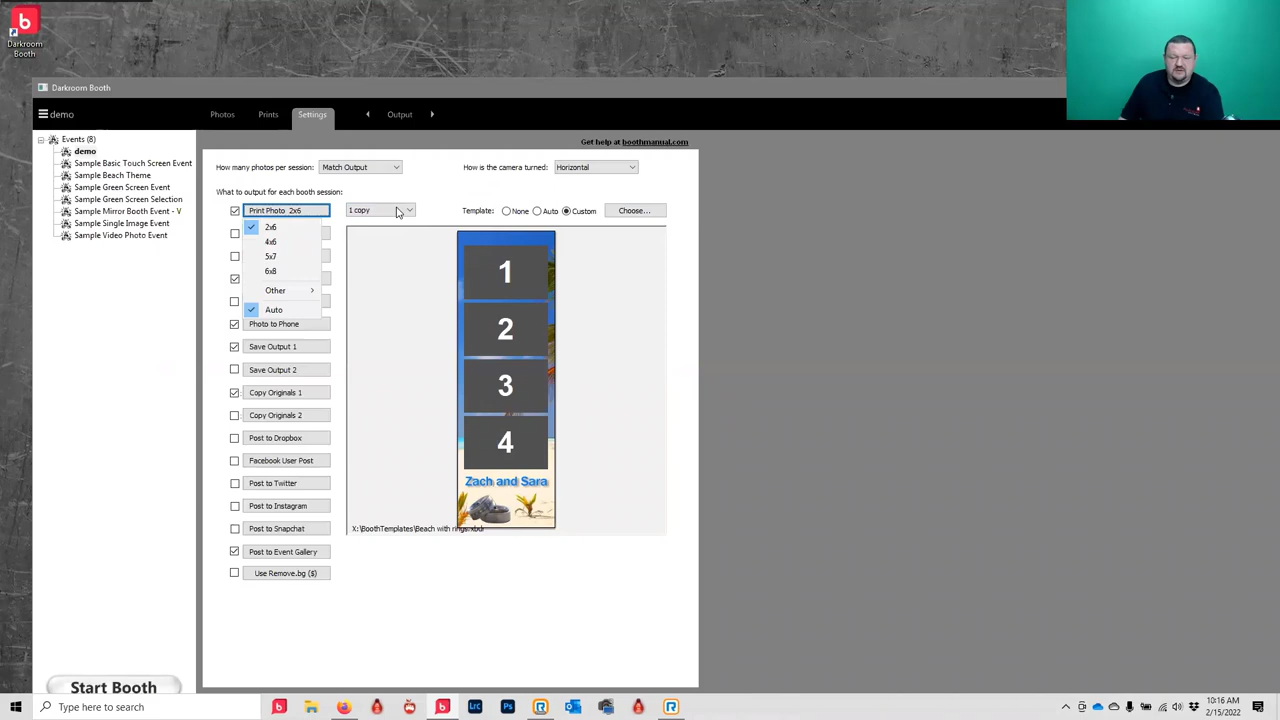 b
Darkroom
Booth
Darkroom Booth
demo
Photos
Prints
Settings
Output
Get help at boothmanual.com
Events (8)
demo
Sample Basic Touch Screen Event
Sample Beach Theme
Sample Green Screen Event
Sample Green Screen Selection
Sample Mirror Booth Event - V
Sample Single Image Event
Sample Video Photo Event
How many photos per session: Match Output
How is the camera turned: Horizontal
What to output for each booth session:
Print Photo 2x6
1 copy
Template: None Auto Custom Choose...
2x6
4x6
5x7
6x8
Other
Auto
Photo to Phone
Save Output 1
Save Output 2
Copy Originals 1
Copy Originals 2
Post to Dropbox
Facebook User Post
Post to Twitter
Post to Instagram
Post to Snapchat
Post to Event Gallery
Use Remove.bg ($)
1
2
3
4
Zach and Sara
X:\BoothTemplates\Beach with rings.xbdr
Start Booth
Type here to search
b
b
Lrc
Ps
10:16 AM
2/15/2022